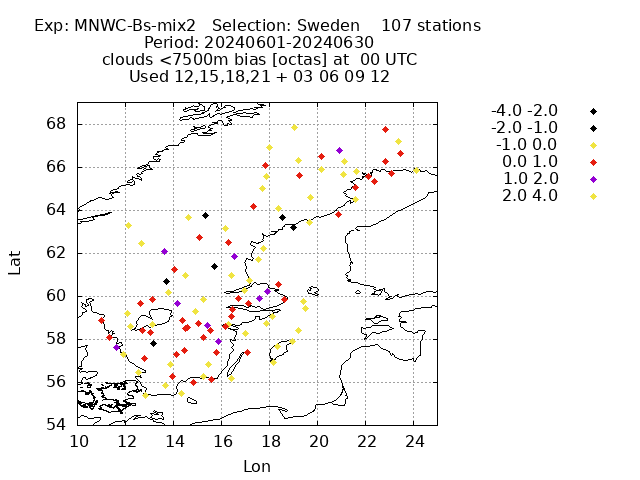 Exp: MNWC-Bs-mix2 Selection: Sweden 107 stations
Period: 20240601-20240630
clouds <7500m bias [octas] at 00 UTC
Used 12,15,18,21 + 03 06 09 12
-4.0 -2.0
-2.0 -1.0
-1.0 0.0
0.0 1.0
1.0 2.0
2.0 4.0
68
66
64
62
60
58
56
54
Lat
10 12 14 16 18 20 22 24
Lon